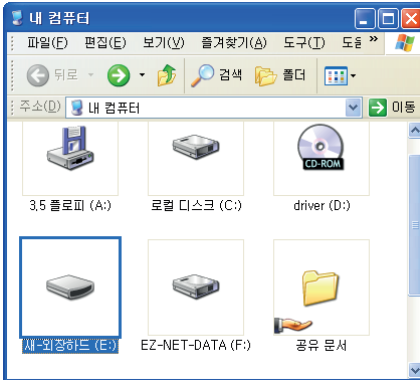 내 컴퓨터
파일(F) 편집(E) 보기(V) 즐겨찾기(A) 도구(T) 도움 »
뒤로 검색 폴더
주소(D) 내 컴퓨터 이동
CD-ROM
3,5 플로피 (A:) 로컬 디스크 (C:) driver (D:)
새-외장하드 (E:) EZ-NET-DATA (F:) 공유 문서